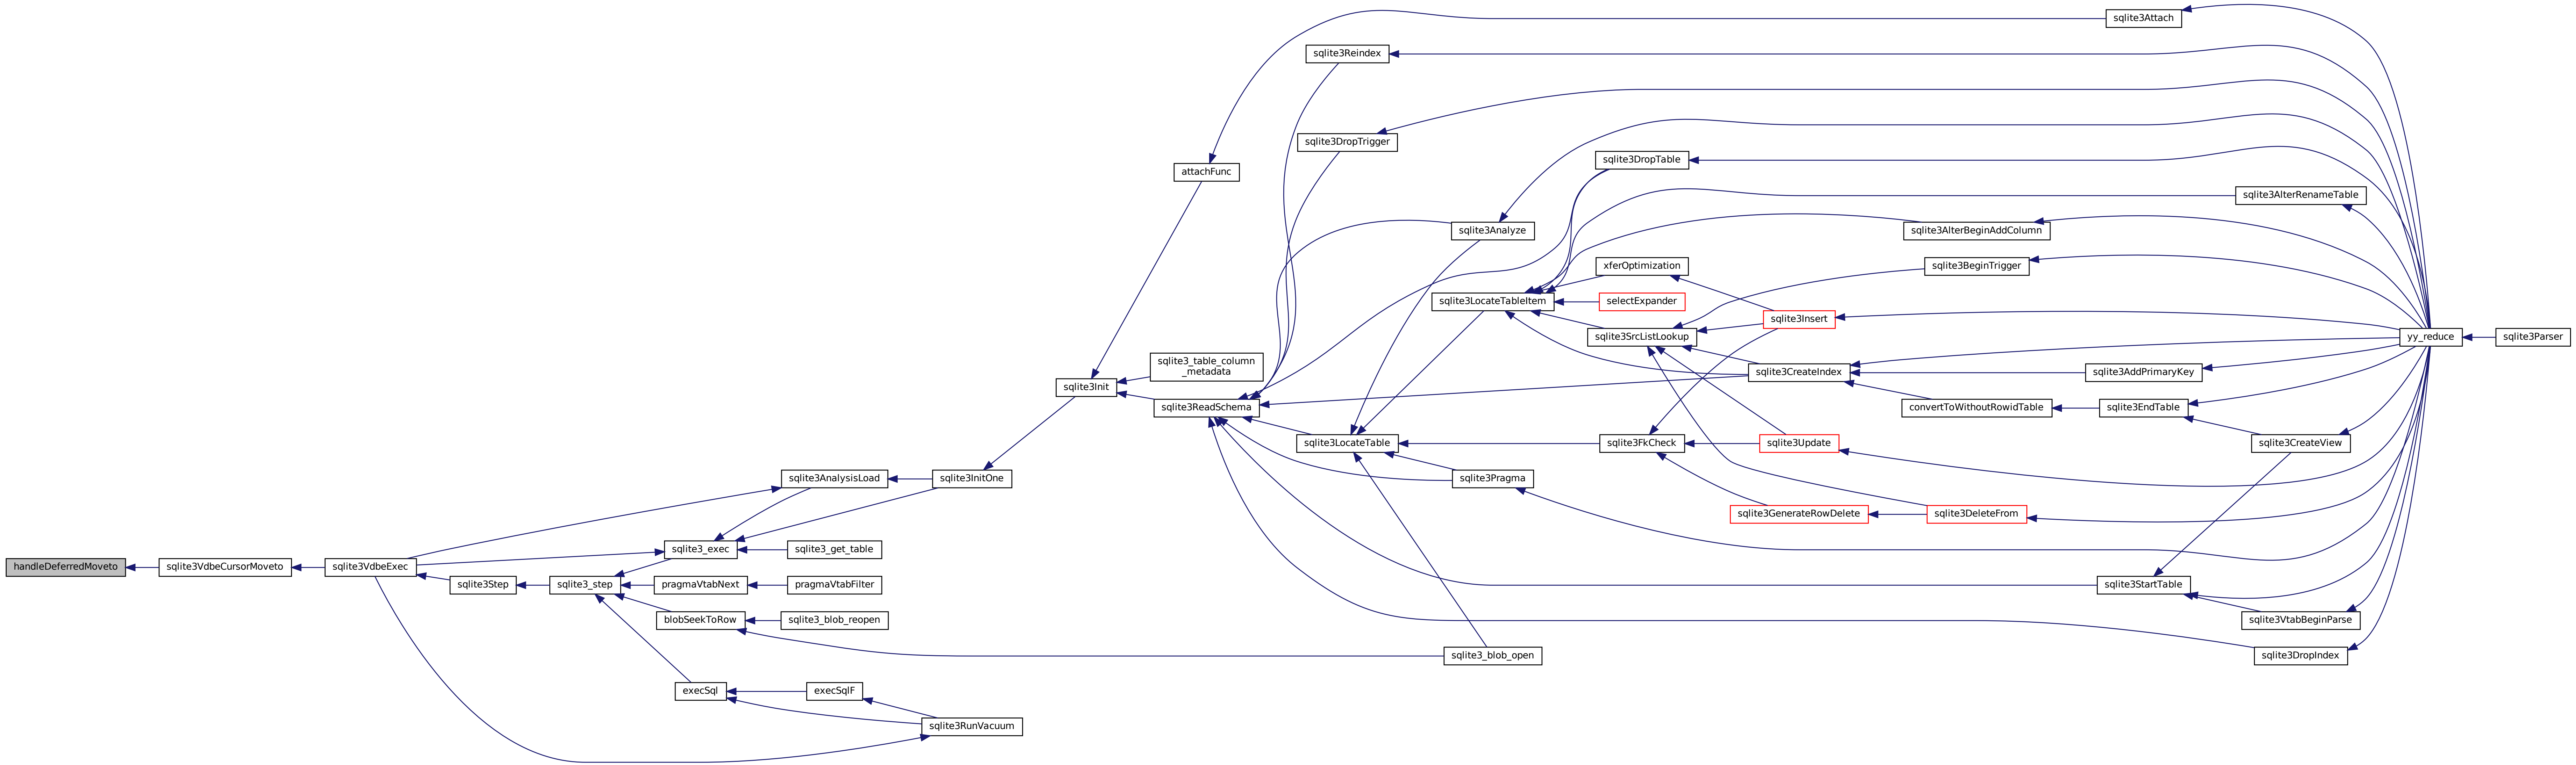 sqlite3Attach
sqlite3Reindex
sqlite3DropTrigger
sqlite3DropTable
attachFunc
sqlite3AlterRenameTable
sqlite3Analyze
sqlite3AlterBeginAddColumn
xferOptimization
sqlite3BeginTrigger
sqlite3LocateTableItem
selectExpander
sqlite3Insert
sqlite3SrcListLookup
yy_reduce
sqlite3Parser
sqlite3_table_column
_metadata
sqlite3CreateIndex
sqlite3AddPrimaryKey
sqlite3Init
sqlite3ReadSchema
convertToWithoutRowidTable
sqlite3EndTable
sqlite3LocateTable
sqlite3FkCheck
sqlite3Update
sqlite3CreateView
sqlite3AnalysisLoad
sqlite3InitOne
sqlite3Pragma
sqlite3GenerateRowDelete
sqlite3DeleteFrom
sqlite3_exec
sqlite3_get_table
handleDeferredMoveto
sqlite3VdbeCursorMoveto
sqlite3VdbeExec
sqlite3Step
sqlite3_step
pragmaVtabNext
pragmaVtabFilter
sqlite3StartTable
blobSeekToRow
sqlite3_blob_reopen
sqlite3VtabBeginParse
sqlite3_blob_open
sqlite3DropIndex
execSql
execSqlF
sqlite3RunVacuum